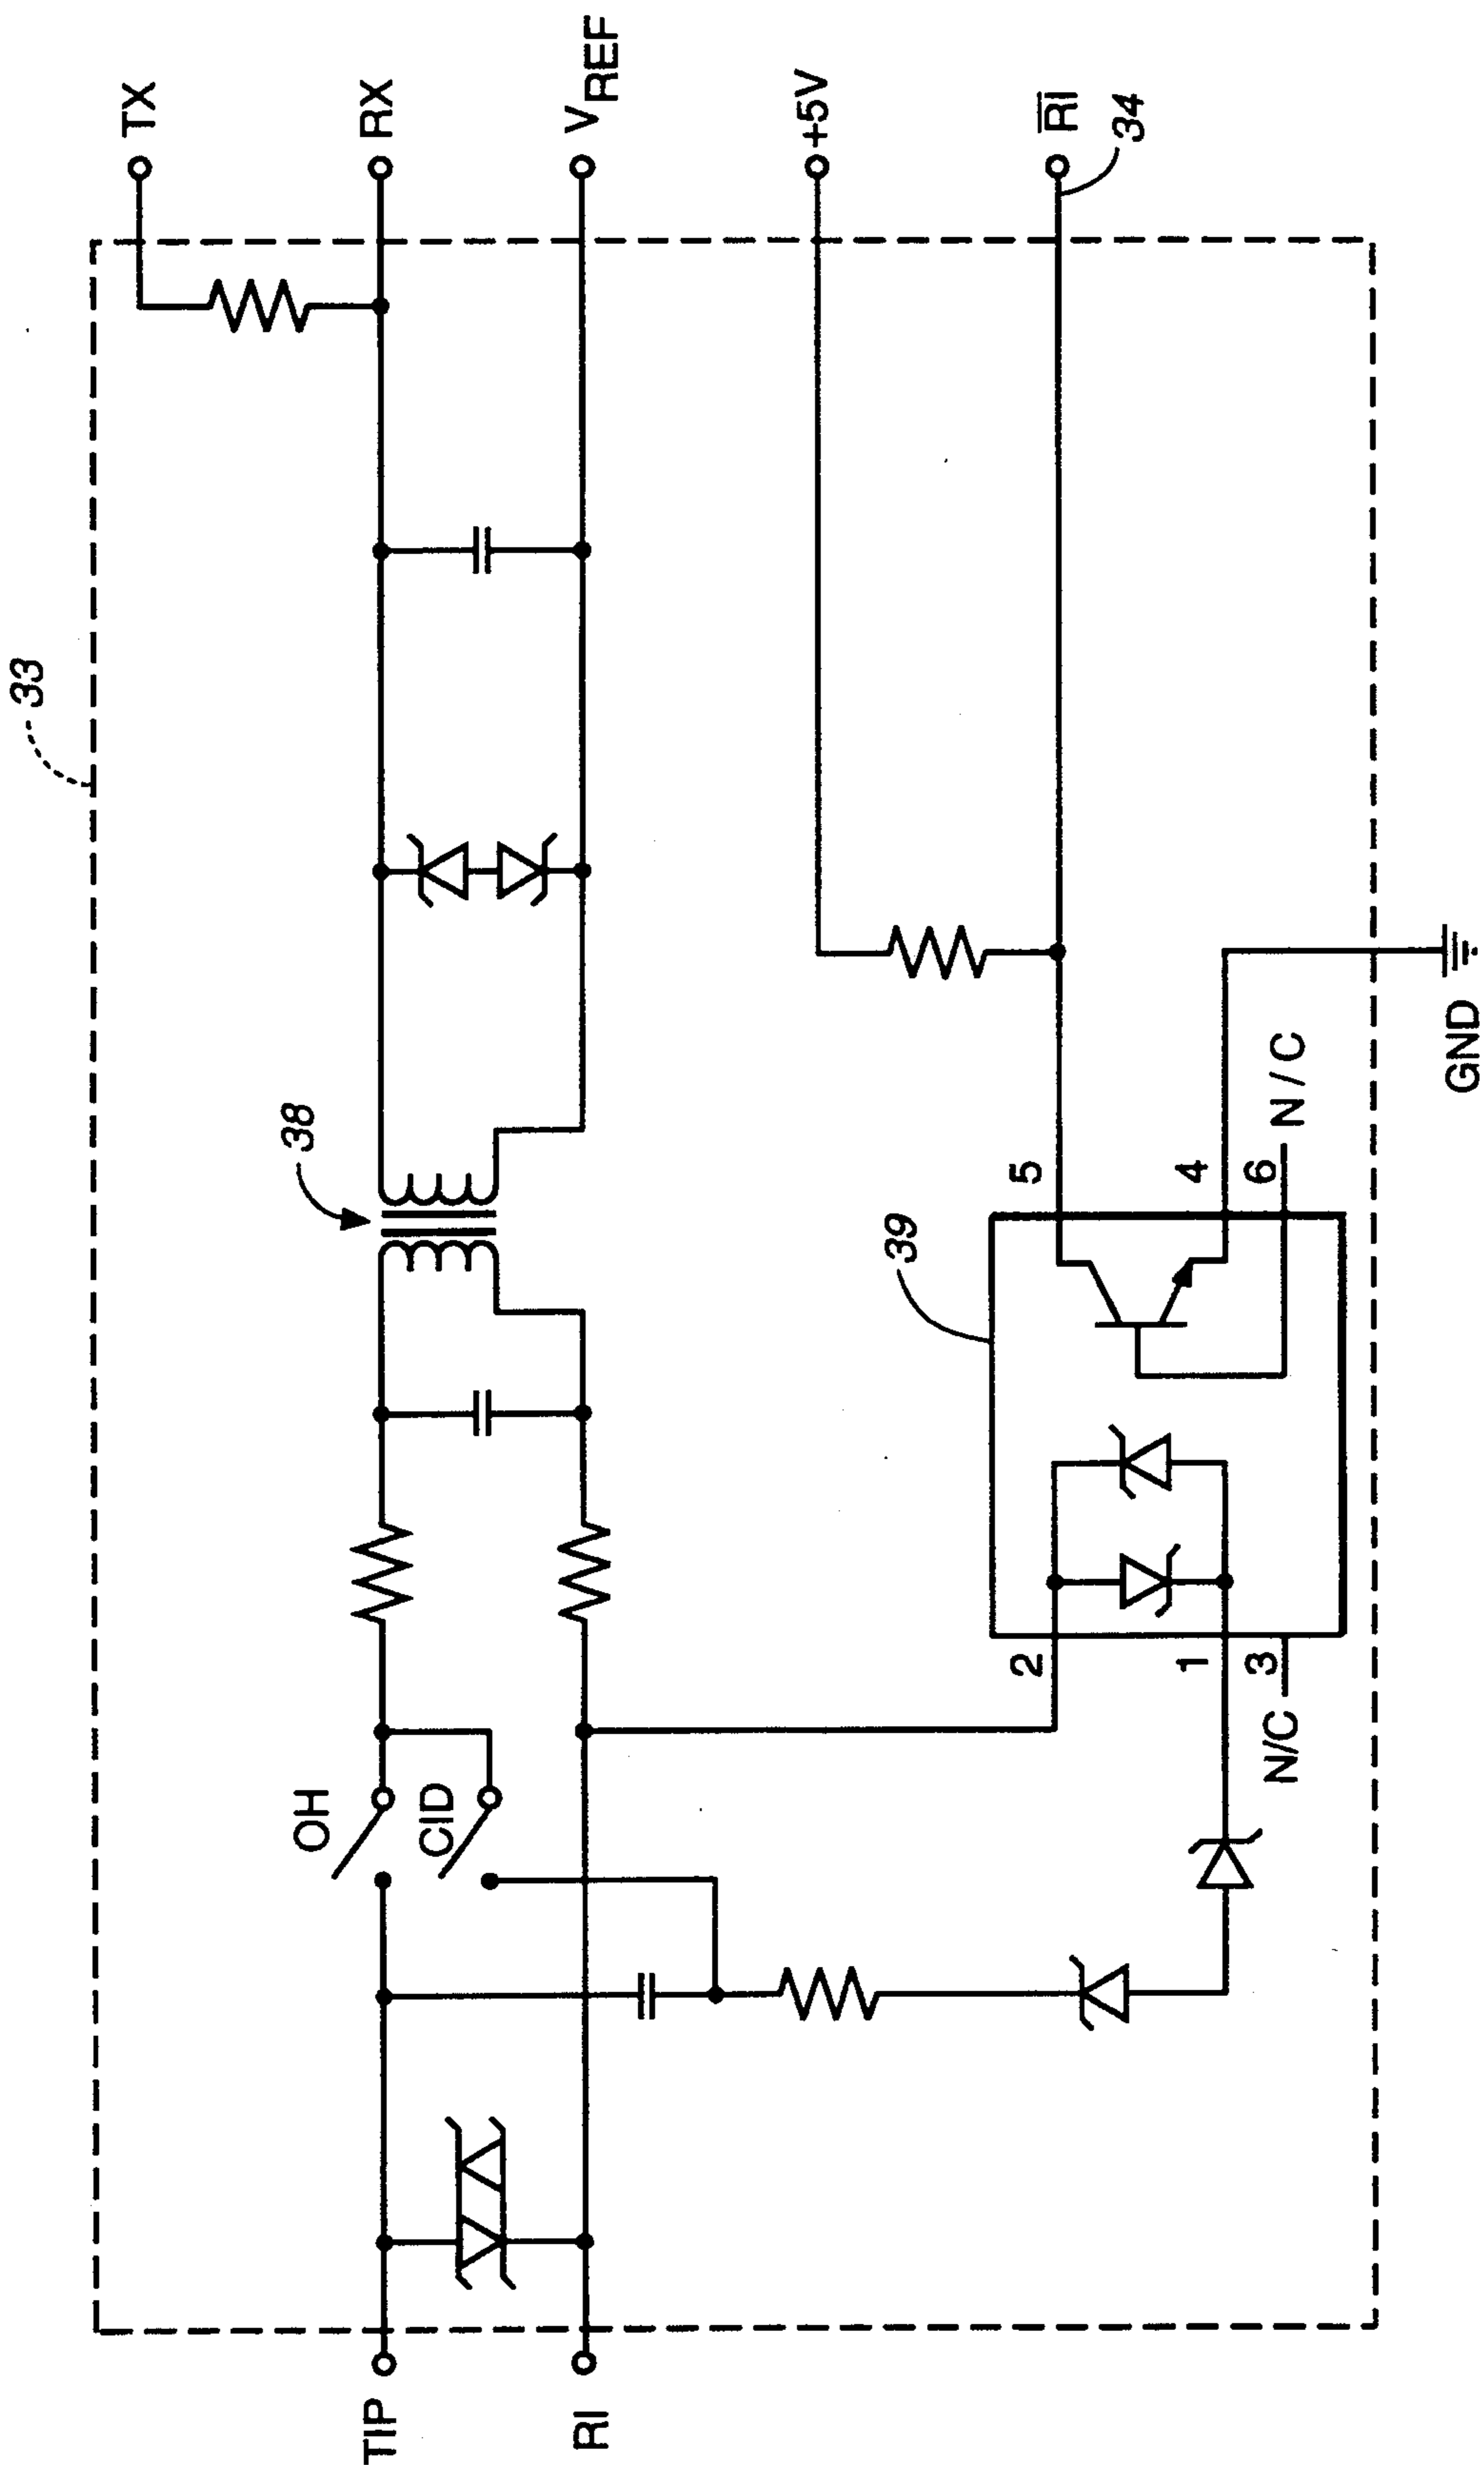 33
TX
RX
VREF
+5V
RI
34
38
OH
CID
39
5
4
6
N / C
2
1
3
N/C
GND
TIP
RI